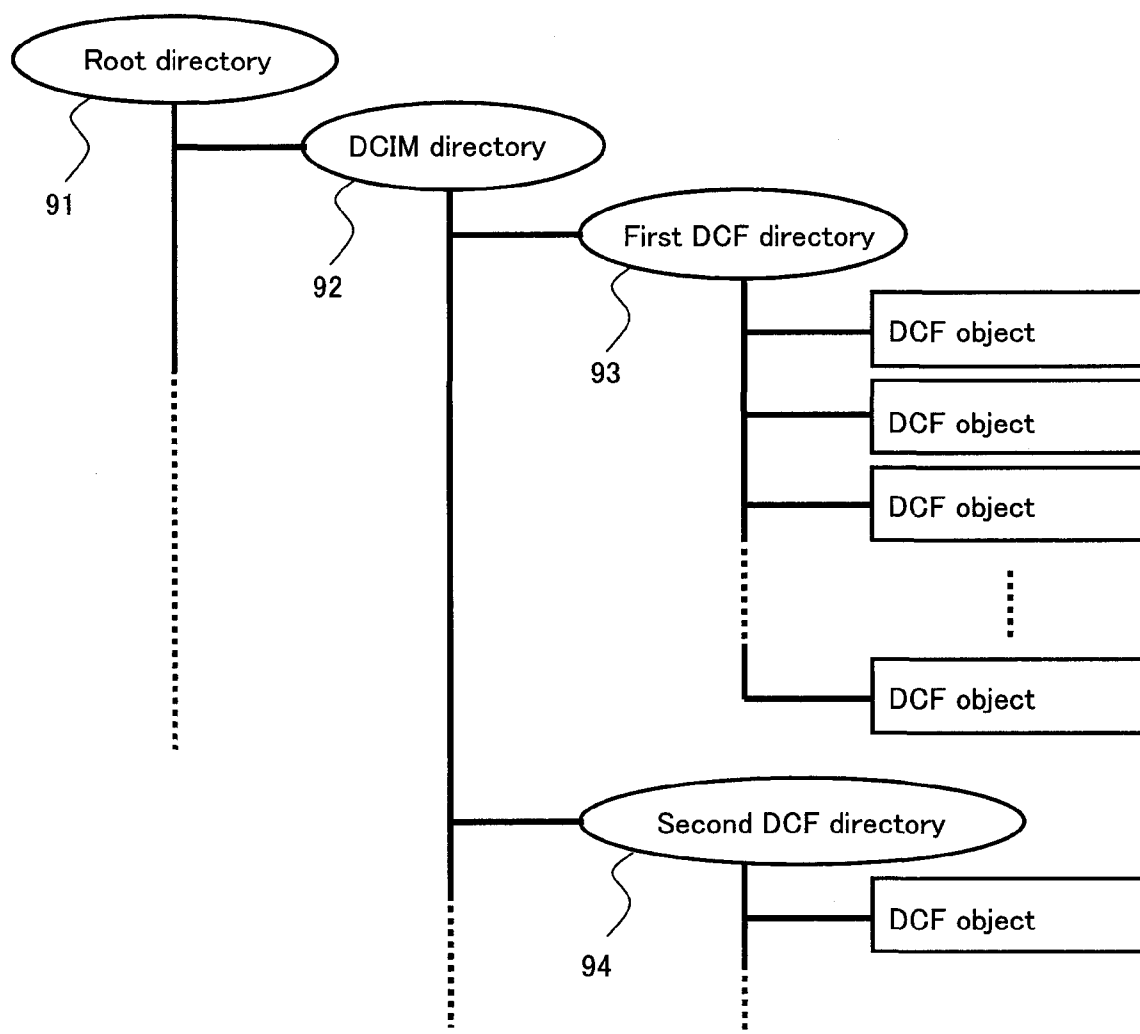 Root directory
DCIM directory
91
First DCF directory
92
DCF object
93
DCF object
DCF object
DCF object
Second DCF directory
DCF object
94